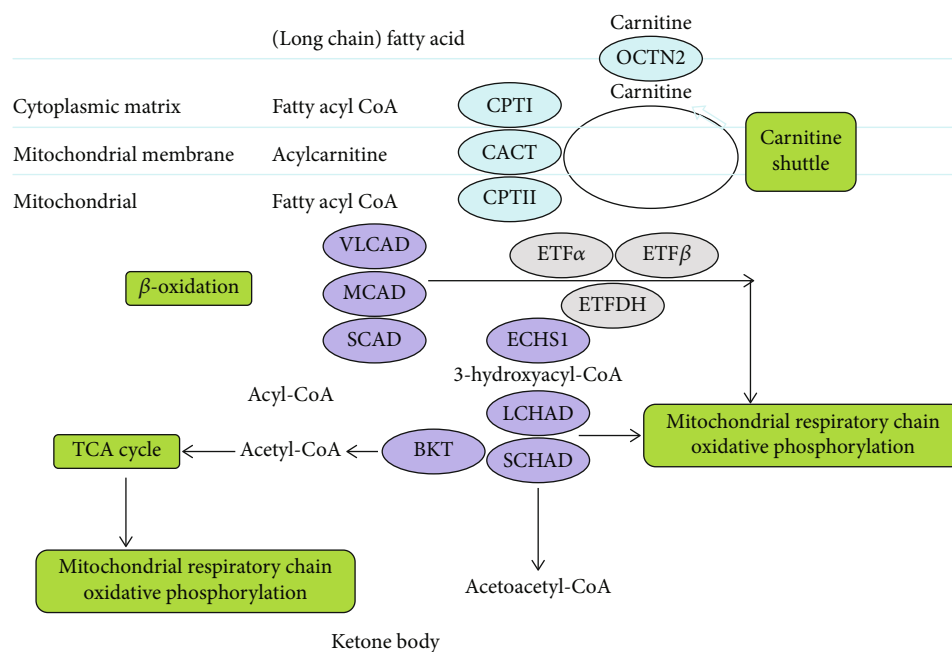 Carnitine
(Long chain) fatty acid
OCTN2
Carnitine
Cytoplasmic matrix
Fatty acyl CoA
CPTI
Carnitine
shuttle
Mitochondrial membrane
Acylcarnitine
CACT
Mitochondrial
Fatty acyl CoA
CPTII
VLCAD
ETFα
ETFβ
β-oxidation
MCAD
ETFDH
SCAD
ECHS1
3-hydroxyacyl-CoA
Acyl-CoA
LCHAD
Mitochondrial respiratory chain
oxidative phosphorylation
TCA cycle
Acetyl-CoA
BKT
SCHAD
Mitochondrial respiratory chain
oxidative phosphorylation
Acetoacetyl-CoA
Ketone body